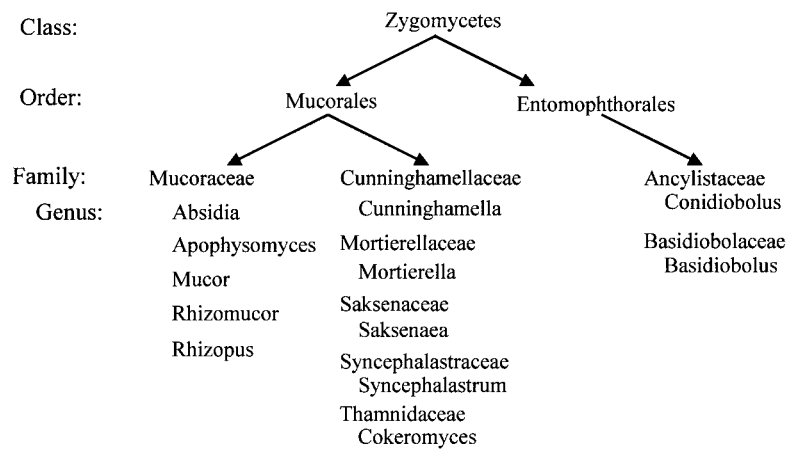 Class: Zygomycetes
Order: Mucorales Entomophthorales
Family: Mucoraceae Cunninghamellaceae Ancylistaceae
Genus: Absidia Cunninghamella Conidiobolus
Apophysomyces Mortierellaceae Basidiobolaceae
Mucor Mortierella Basidiobolus
Rhizomucor Saksenaceae
Saksenaea
Rhizopus Syncephalastraceae
Syncephalastrum
Thamnidaceae
Cokeromyces